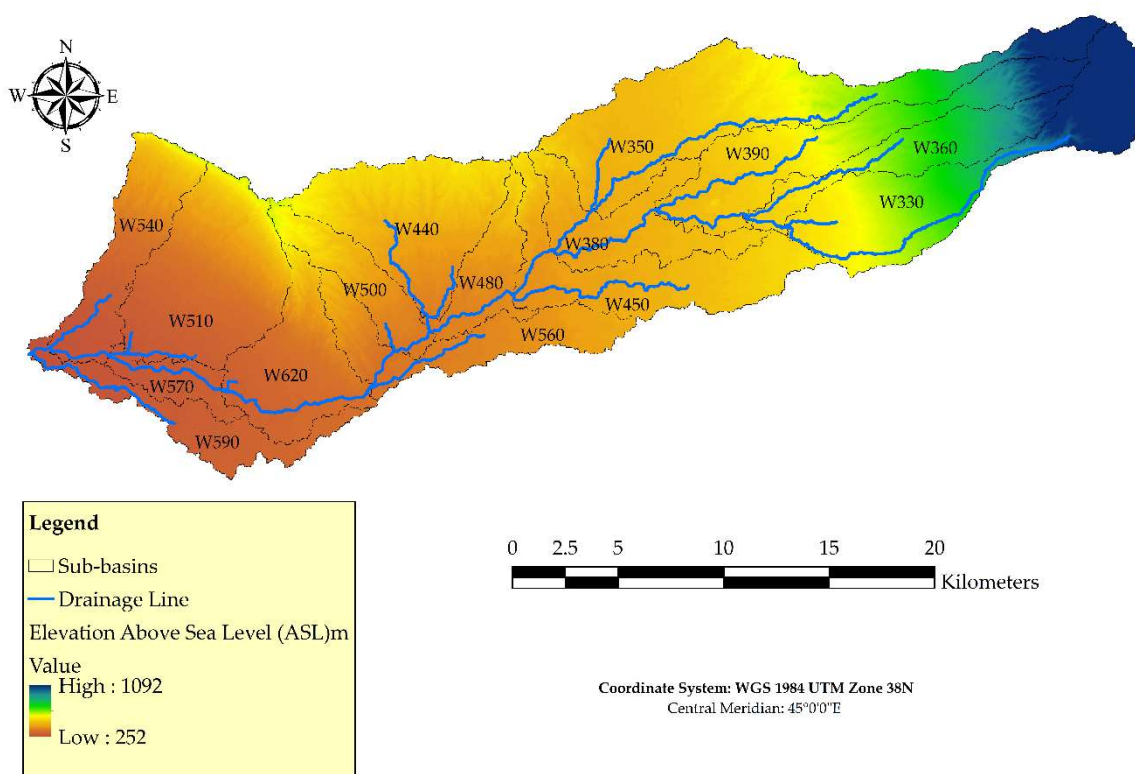 N
W E
S
W350
W390
W360
W330
W540
W440
W380
W480
W500
W450
W510
W560
W620
W570
W590
Legend
Sub-basins
Drainage Line
Elevation Above Sea Level (ASL)m
Value
High : 1092
Low : 252
0 2.5 5 10 15 20
Kilometers
Coordinate System: WGS 1984 UTM Zone 38N
Central Meridian: 45°0'0"E